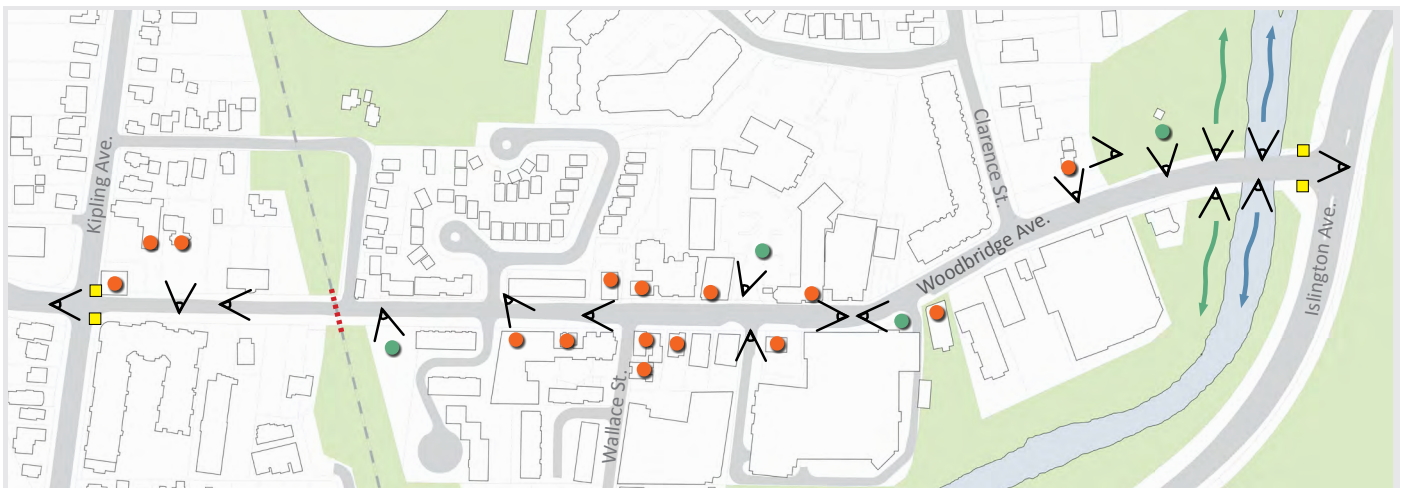 Kipling Ave.
Clarence St.
Woodbridge Ave.
Islington Ave.
Wallace St.